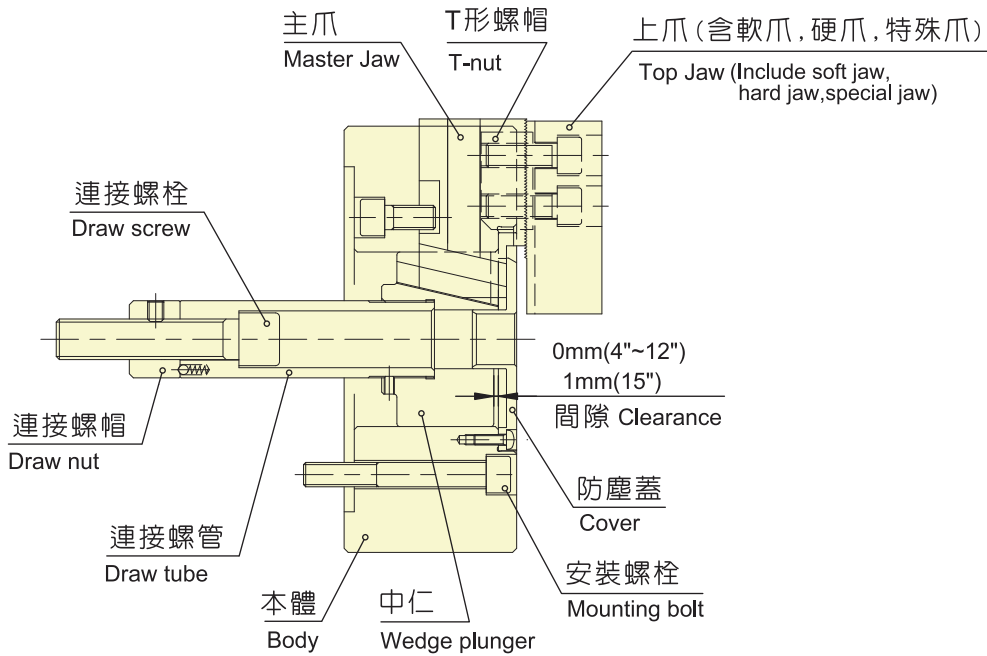 主爪
Master Jaw
T形螺帽
T-nut
上爪(含軟爪,硬爪,特殊爪)
Top Jaw (Include soft jaw,
hard jaw,special jaw)
連接螺栓
Draw screw
0mm(4"~12")
1mm(15")
間隙 Clearance
連接螺帽
Draw nut
防塵蓋
Cover
連接螺管
Draw tube
安裝螺栓
Mounting bolt
本體
Body
中仁
Wedge plunger